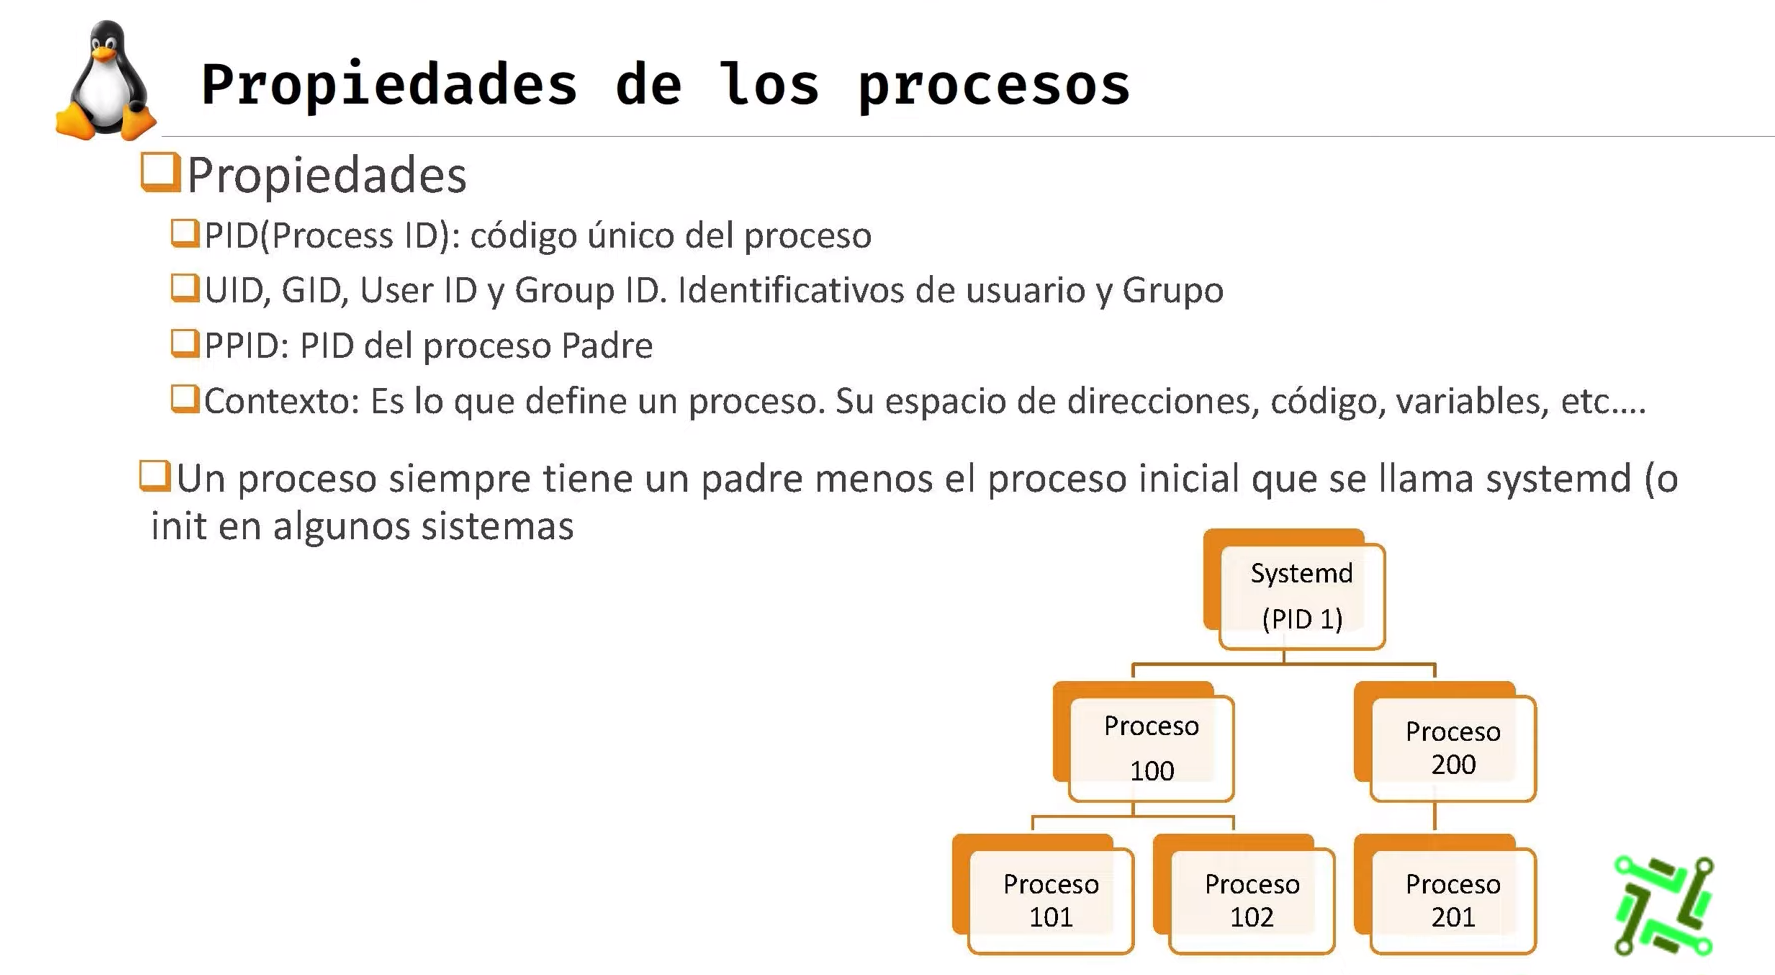 Propiedades de los procesos
Propiedades
PID(Process ID): código único del proceso
UID, GID, User ID y Group ID. Identificativos de usuario y Grupo
PPID: PID del proceso Padre
Contexto: Es lo que define un proceso. Su espacio de direcciones, código, variables, etc....
Un proceso siempre tiene un padre menos el proceso inicial que se llama systemd (o
init en algunos sistemas
Systemd
(PID 1)
Proceso
100
Proceso
200
Proceso
101
Proceso
102
Proceso
201